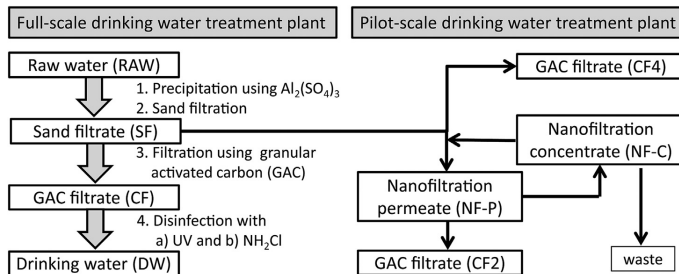 Full-scale drinking water treatment plant
Raw water (RAW)
1. Precipitation using Al₂(SO₄)₃
2. Sand filtration
Sand filtrate (SF)
3. Filtration using granular
activated carbon (GAC)
GAC filtrate (CF)
4. Disinfection with
a) UV and b) NH₂Cl
Drinking water (DW)
Pilot-scale drinking water treatment plant
GAC filtrate (CF4)
Nanofiltration
concentrate (NF-C)
Nanofiltration
permeate (NF-P)
GAC filtrate (CF2)
waste